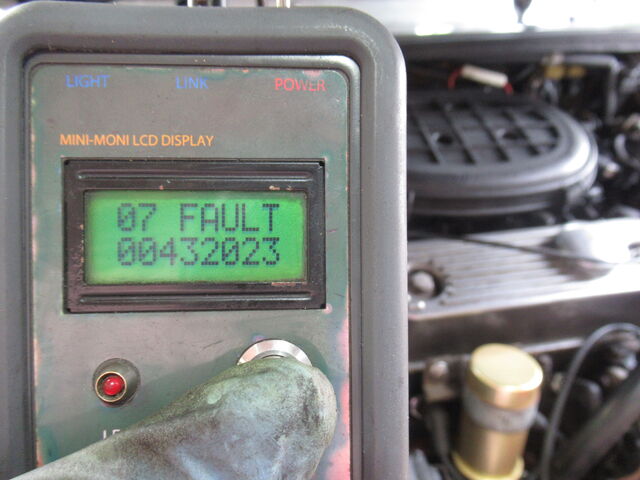 LIGHT LINK POWER
MINI-MONI LCD DISPLAY
07 FAULT
00432023